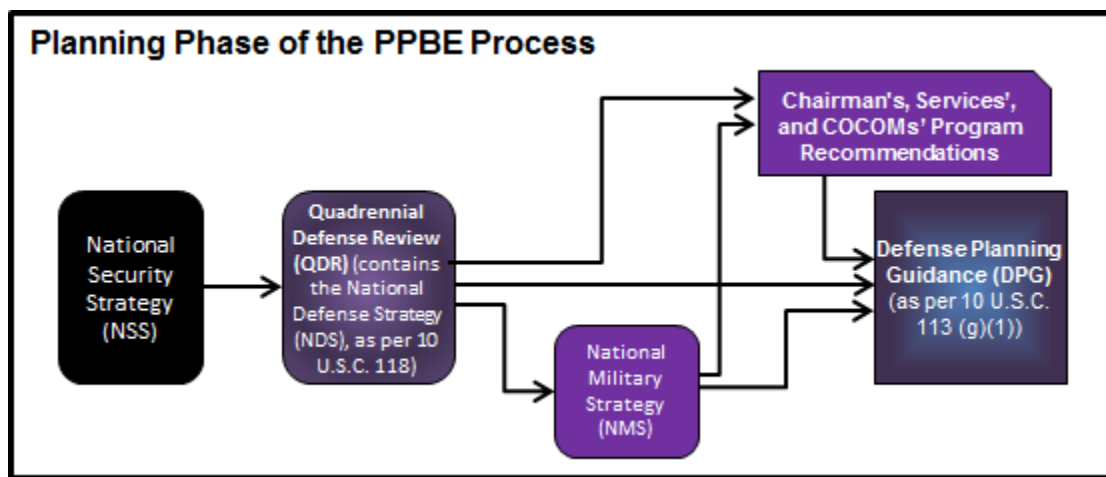 Planning Phase of the PPBE Process
Chairman's, Services',
and COCOMs' Program
Recommendations
National
Security
Strategy
(NSS)
Quadrennial
Defense Review
(QDR) (contains
the National
Defense Strategy
(NDS), as per 10
U.S.C. 118)
National
Military
Strategy
(NMS)
Defense Planning
Guidance (DPG)
(as per 10 U.S.C.
113 (g)(1))